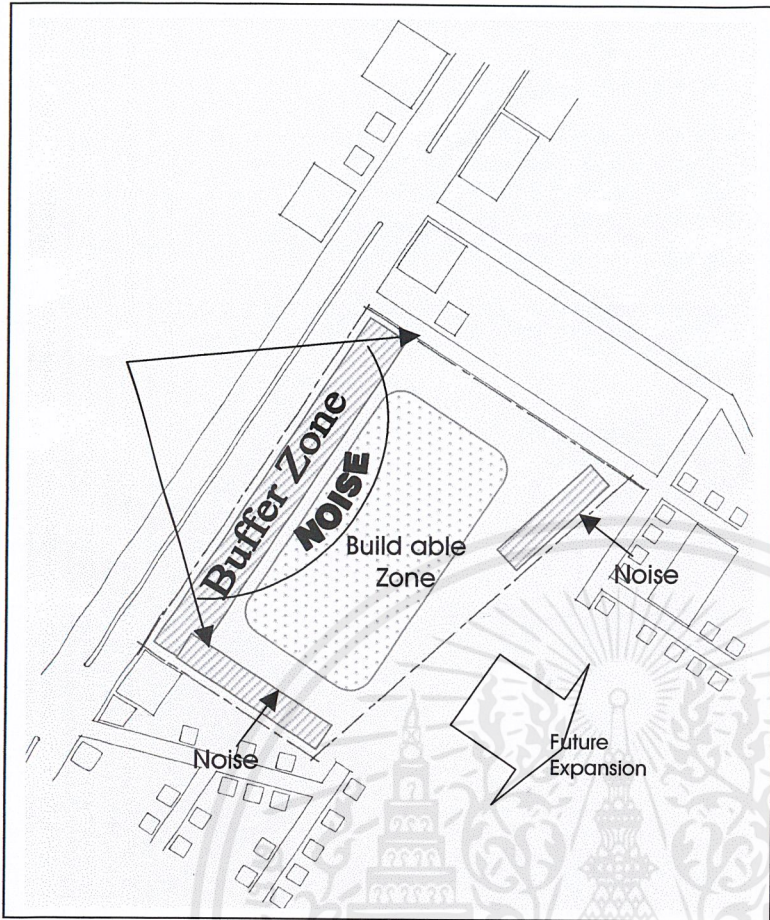 Buffer Zone
NOISE
Build able
Zone
Noise
Noise
Future
Expansion